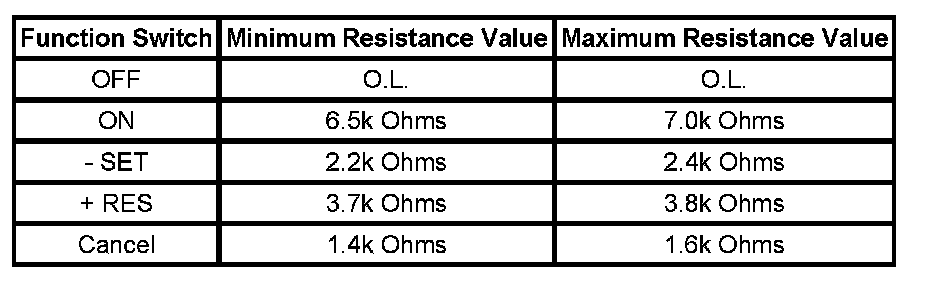 Function Switch Minimum Resistance Value Maximum Resistance Value
OFF O.L. O.L.
ON 6.5k Ohms 7.0k Ohms
- SET 2.2k Ohms 2.4k Ohms
+ RES 3.7k Ohms 3.8k Ohms
Cancel 1.4k Ohms 1.6k Ohms